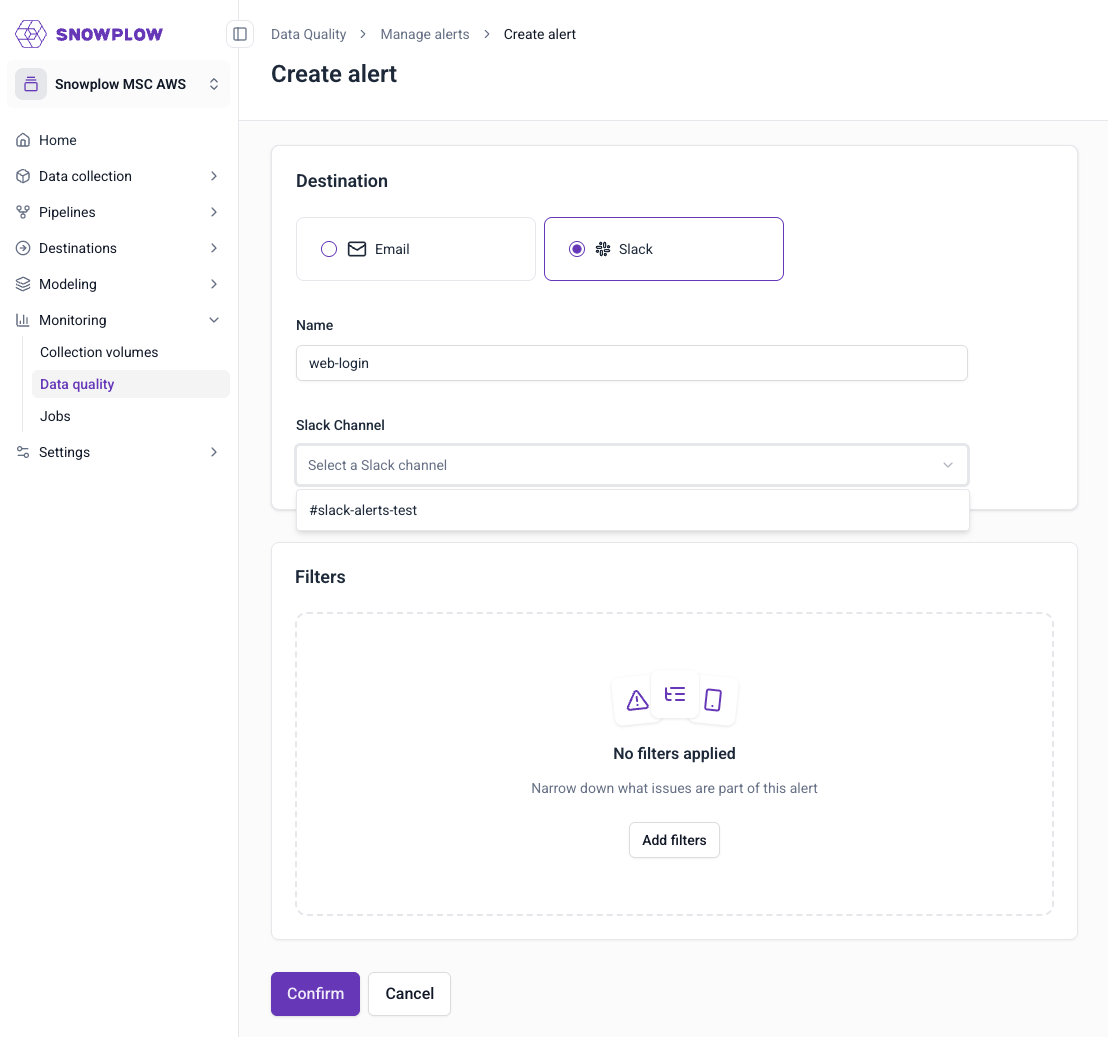 SNOWPLOW
Snowplow MSC AWS
Home
Data collection
Pipelines
Destinations
Modeling
Monitoring
Collection volumes
Data quality
Jobs
Settings
Data Quality > Manage alerts > Create alert
Create alert
Destination
Email
Slack
Name
web-login
Slack Channel
Select a Slack channel
#slack-alerts-test
Filters
No filters applied
Narrow down what issues are part of this alert
Add filters
Confirm
Cancel